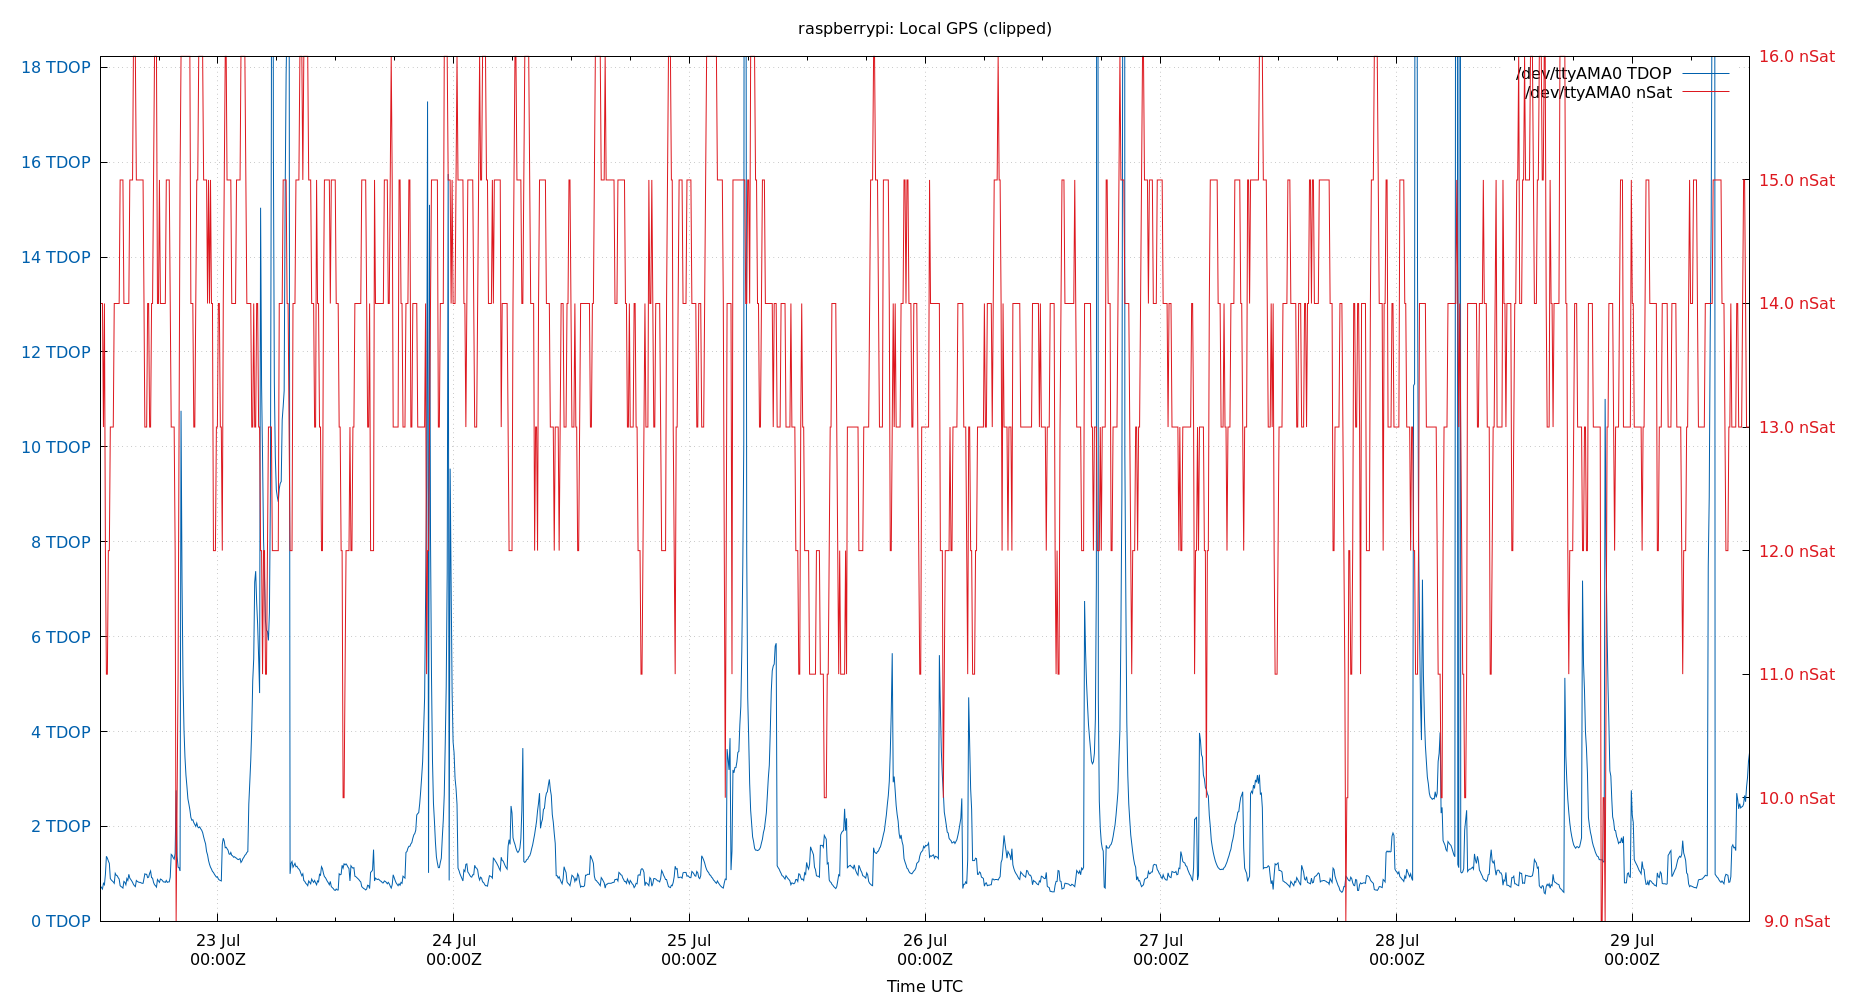 raspberrypi: Local GPS (clipped)
18 TDOP
16 TDOP
14 TDOP
12 TDOP
10 TDOP
8 TDOP
6 TDOP
4 TDOP
2 TDOP
0 TDOP
/dev/ttyAMA0 TDOP
/dev/ttyAMA0 nSat
16.0 nSat
15.0 nSat
14.0 nSat
13.0 nSat
12.0 nSat
11.0 nSat
10.0 nSat
9.0 nSat
23 Jul
00:00Z
24 Jul
00:00Z
25 Jul
00:00Z
26 Jul
00:00Z
27 Jul
00:00Z
28 Jul
00:00Z
29 Jul
00:00Z
Time UTC